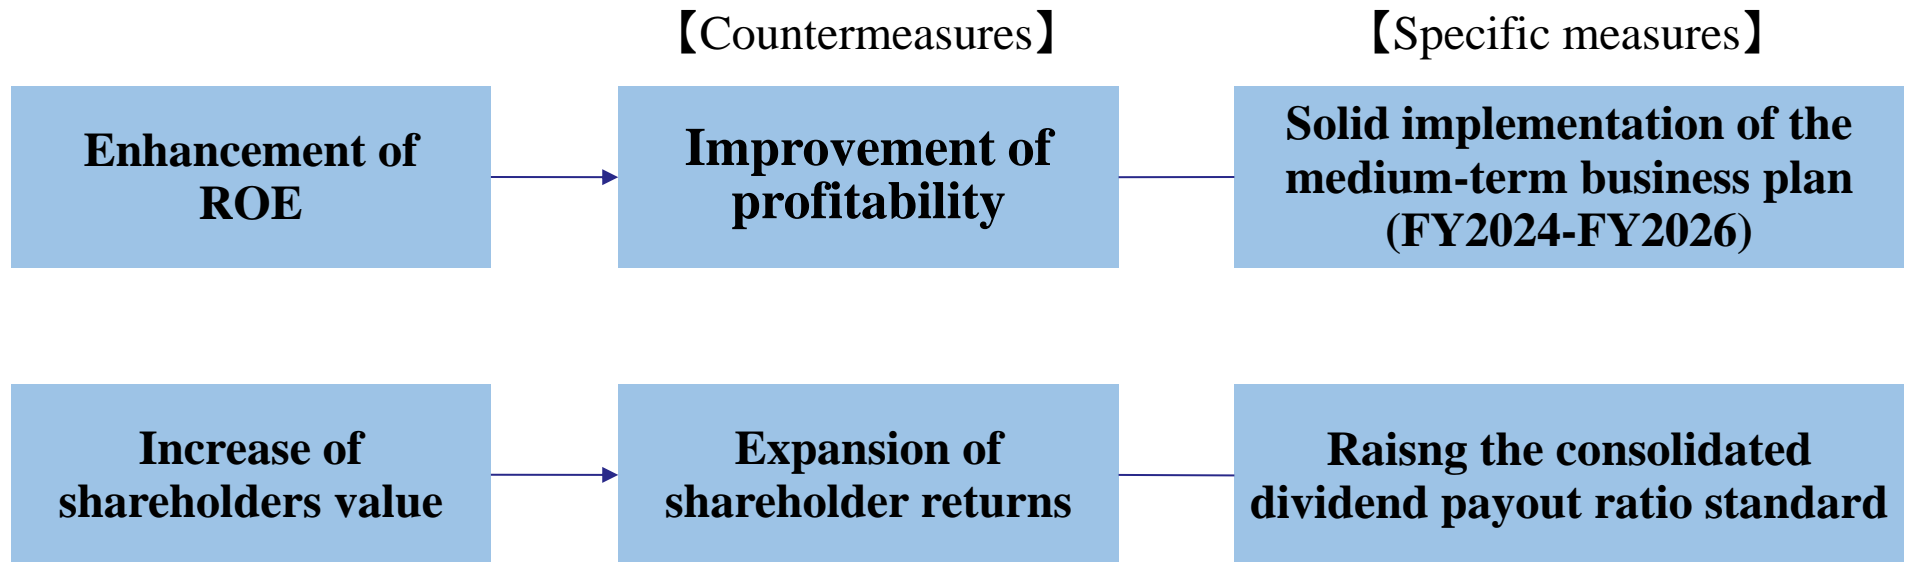 【Countermeasures】
【Specific measures】
Enhancement of
ROE
Improvement of
profitability
Solid implementation of the
medium-term business plan
(FY2024-FY2026)
Increase of
shareholders value
Expansion of
shareholder returns
Raisng the consolidated
dividend payout ratio standard